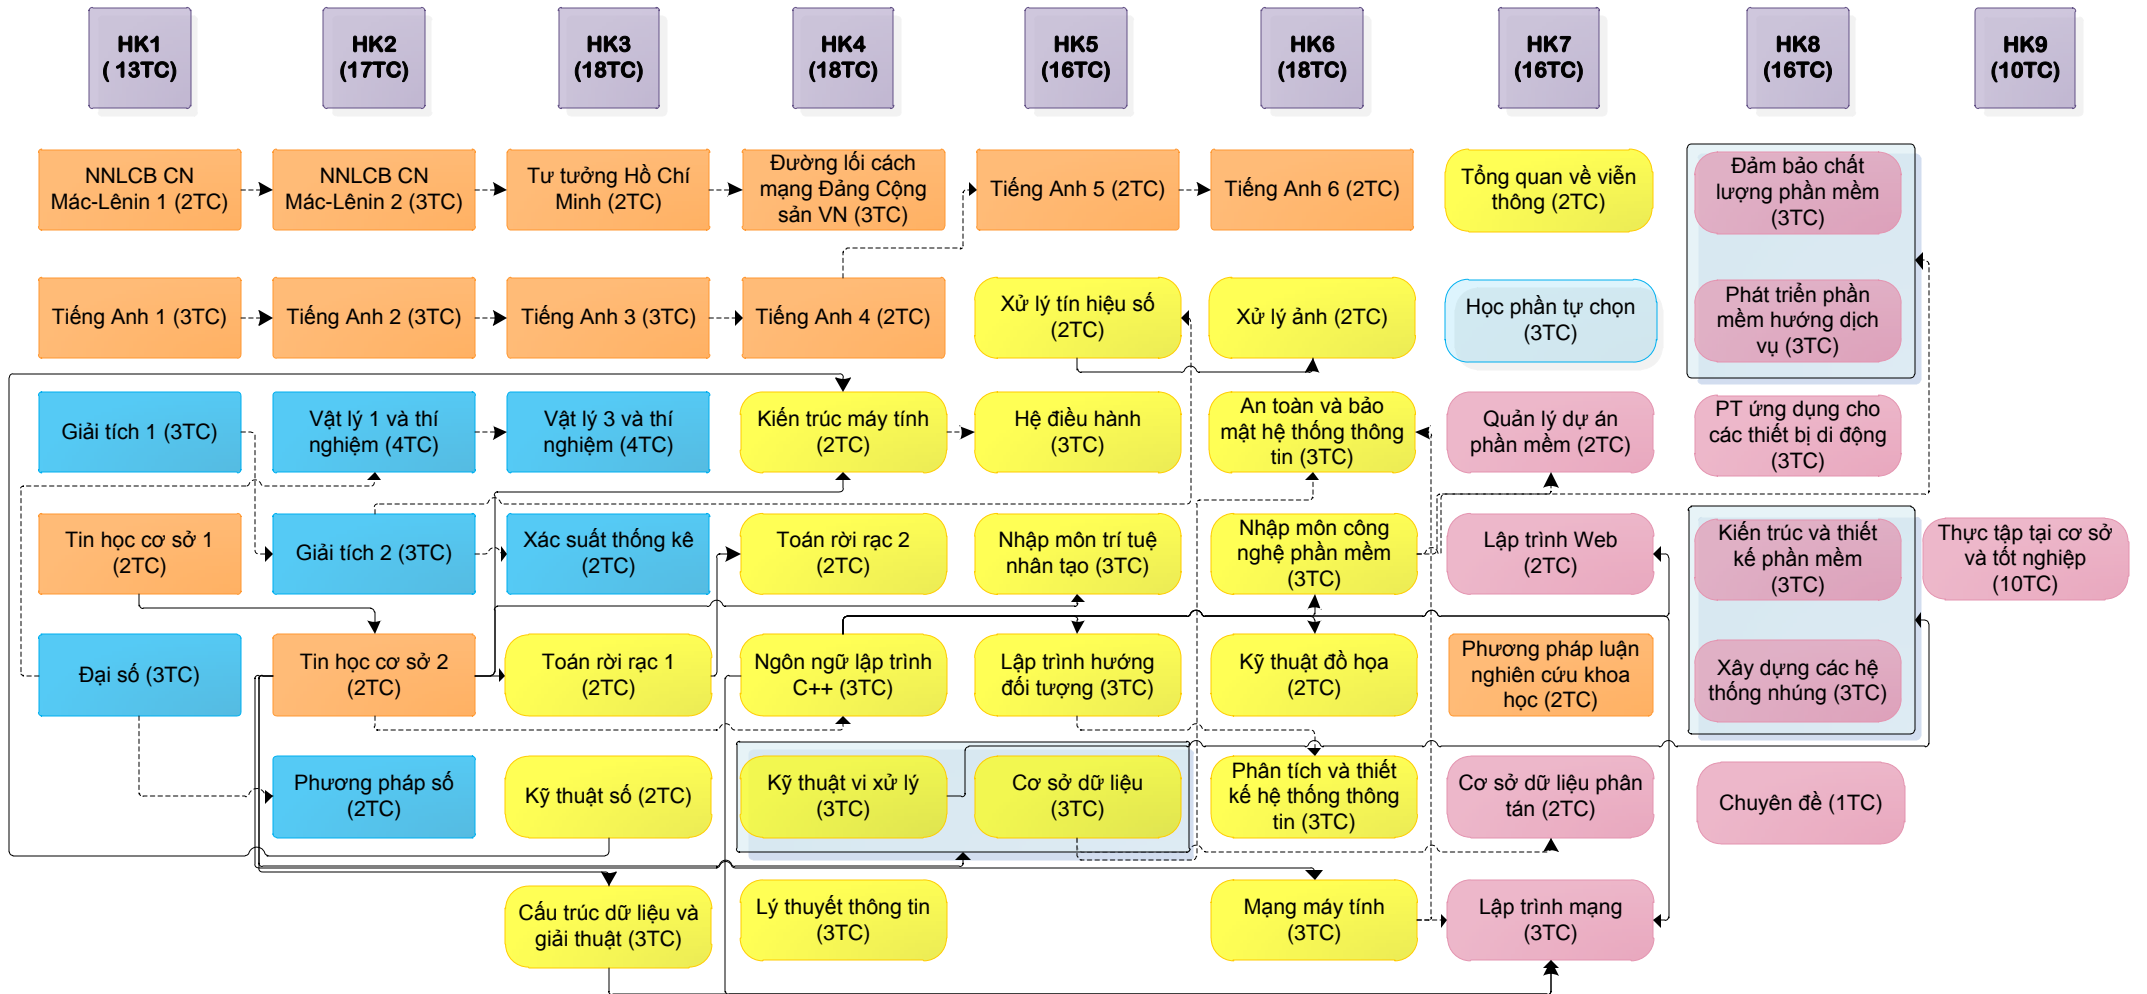 HK1
( 13TC)
HK2
(17TC)
HK3
(18TC)
HK4
(18TC)
HK5
(16TC)
HK6
(18TC)
HK7
(16TC)
HK8
(16TC)
HK9
(10TC)
NNLCB CN
Mác-Lênin 1 (2TC)
NNLCB CN
Mác-Lênin 2 (3TC)
Tư tưởng Hồ Chí
Minh (2TC)
Đường lối cách
mạng Đảng Cộng
sản VN (3TC)
Tiếng Anh 5 (2TC)
Tiếng Anh 6 (2TC)
Tổng quan về viễn
thông (2TC)
Đảm bảo chất
lượng phần mềm
(3TC)
Tiếng Anh 1 (3TC)
Tiếng Anh 2 (3TC)
Tiếng Anh 3 (3TC)
Tiếng Anh 4 (2TC)
Xử lý tín hiệu số
(2TC)
Xử lý ảnh (2TC)
Học phần tự chọn
(3TC)
Phát triển phần
mềm hướng dịch
vụ (3TC)
Giải tích 1 (3TC)
Vật lý 1 và thí
nghiệm (4TC)
Vật lý 3 và thí
nghiệm (4TC)
Kiến trúc máy tính
(2TC)
Hệ điều hành
(3TC)
An toàn và bảo
mật hệ thống thông
tin (3TC)
Quản lý dự án
phần mềm (2TC)
PT ứng dụng cho
các thiết bị di động
(3TC)
Tin học cơ sở 1
(2TC)
Giải tích 2 (3TC)
Xác suất thống kê
(2TC)
Toán rời rạc 2
(2TC)
Nhập môn trí tuệ
nhân tạo (3TC)
Nhập môn công
nghệ phần mềm
(3TC)
Lập trình Web
(2TC)
Kiến trúc và thiết
kế phần mềm
(3TC)
Thực tập tại cơ sở
và tốt nghiệp
(10TC)
Đại số (3TC)
Tin học cơ sở 2
(2TC)
Toán rời rạc 1
(2TC)
Ngôn ngữ lập trình
C++ (3TC)
Lập trình hướng
đối tượng (3TC)
Kỹ thuật đồ họa
(2TC)
Phương pháp luận
nghiên cứu khoa
học (2TC)
Xây dựng các hệ
thống nhúng (3TC)
Phương pháp số
(2TC)
Kỹ thuật số (2TC)
Kỹ thuật vi xử lý
(3TC)
Cơ sở dữ liệu
(3TC)
Phân tích và thiết
kế hệ thống thông
tin (3TC)
Cơ sở dữ liệu phân
tán (2TC)
Chuyên đề (1TC)
Cấu trúc dữ liệu và
giải thuật (3TC)
Lý thuyết thông tin
(3TC)
Mạng máy tính
(3TC)
Lập trình mạng
(3TC)